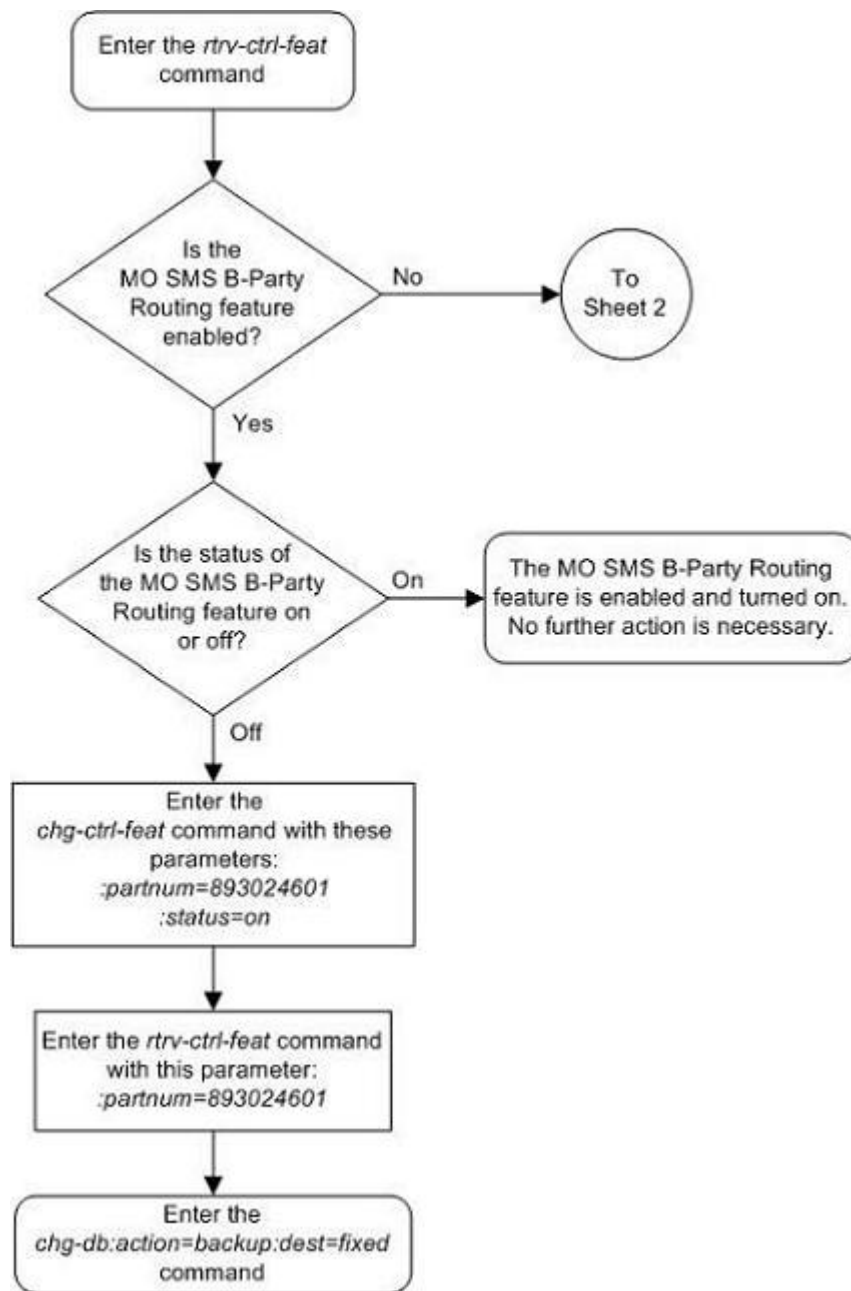 Enter the rtrv-ctrl-feat
command
Is the
MO SMS B-Party
Routing feature
enabled?
No
To
Sheet 2
Yes
Is the status of
the MO SMS B-Party
Routing feature on
or off?
On
The MO SMS B-Party Routing
feature is enabled and turned on.
No further action is necessary.
Off
Enter the
chg-ctrl-feat command with these
parameters:
:partnum=893024601
:status=on
Enter the rtrv-ctrl-feat command
with this parameter:
:partnum=893024601
Enter the
chg-db:action=backup:dest=fixed
command